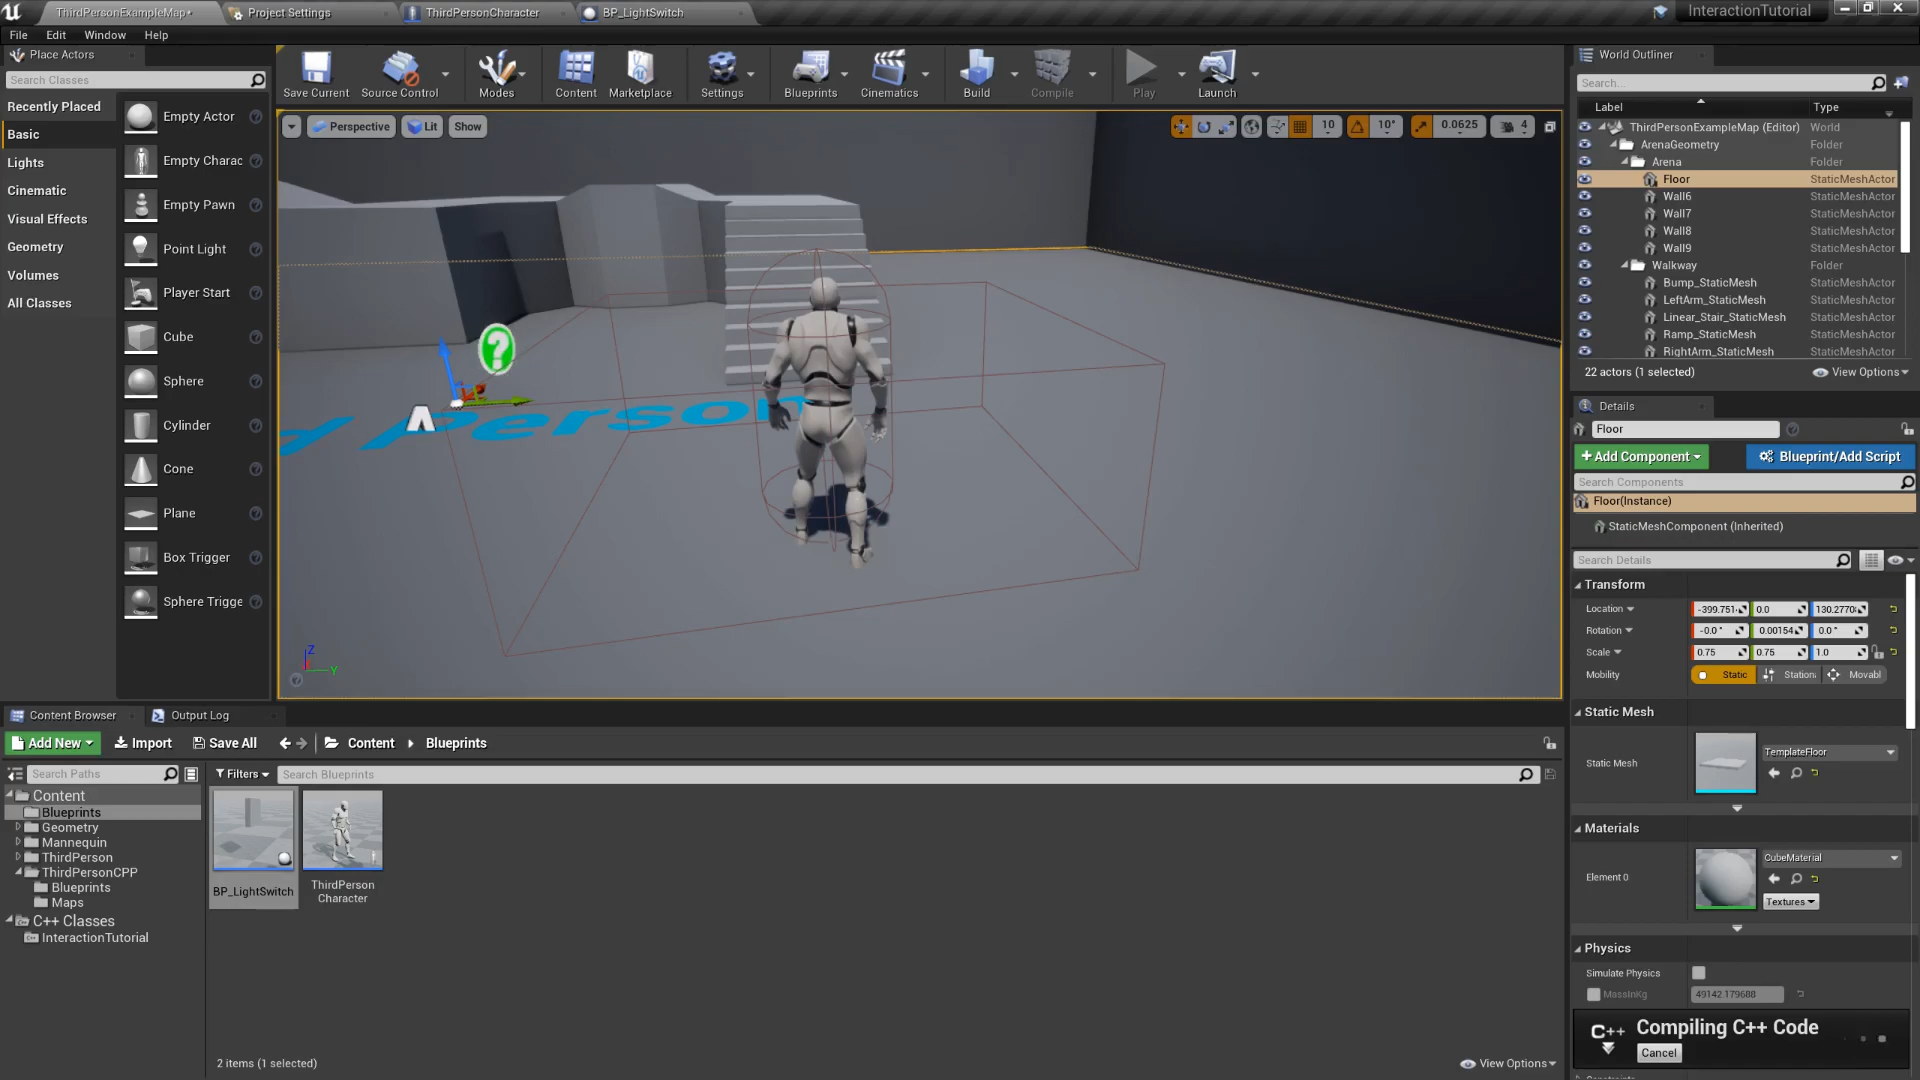 ThirdPersonExampleMap*
Project Settings
ThirdPersonCharacter
BP_LightSwitch
InteractionTutorial
File
Edit
Window
Help
Place Actors
Search Classes
Recently Placed
Basic
Lights
Cinematic
Visual Effects
Geometry
Volumes
All Classes
Empty Actor
Empty Charac
Empty Pawn
Point Light
Player Start
Cube
Sphere
Cylinder
Cone
Plane
Box Trigger
Sphere Trigge
Save Current
Source Control
Modes
Content
Marketplace
Settings
Blueprints
Cinematics
Build
Compile
Play
Launch
Perspective
Lit
Show
10
10°
0.0625
4
y Person
Z
Y
World Outliner
Search...
Label
Type
ThirdPersonExampleMap (Editor)
World
ArenaGeometry
Folder
Arena
Folder
Floor
StaticMeshActor
Wall6
StaticMeshActor
Wall7
StaticMeshActor
Wall8
StaticMeshActor
Wall9
StaticMeshActor
Walkway
Folder
Bump_StaticMesh
StaticMeshActor
LeftArm_StaticMesh
StaticMeshActor
Linear_Stair_StaticMesh
StaticMeshActor
Ramp_StaticMesh
StaticMeshActor
RightArm_StaticMesh
StaticMeshActor
22 actors (1 selected)
View Options
Details
Floor
+Add Component
Blueprint/Add Script
Search Components
Floor(Instance)
StaticMeshComponent (Inherited)
Search Details
Transform
Location
-399.751
0.0
130.2770
Rotation
-0.0 °
0.00154
0.0 °
Scale
0.75
0.75
1.0
Mobility
Static
Station
Movabl
Static Mesh
Static Mesh
TemplateFloor
Materials
Element 0
CubeMaterial
Textures
Physics
Simulate Physics
MassInKg
49142.179688
C++
Compiling C++ Code
Cancel
Content Browser
Output Log
Add New
Import
Save All
Content
Blueprints
Search Paths
Filters
Search Blueprints
Content
Blueprints
Geometry
Mannequin
ThirdPerson
ThirdPersonCPP
Blueprints
Maps
C++ Classes
InteractionTutorial
BP_LightSwitch
ThirdPerson
Character
2 items (1 selected)
View Options